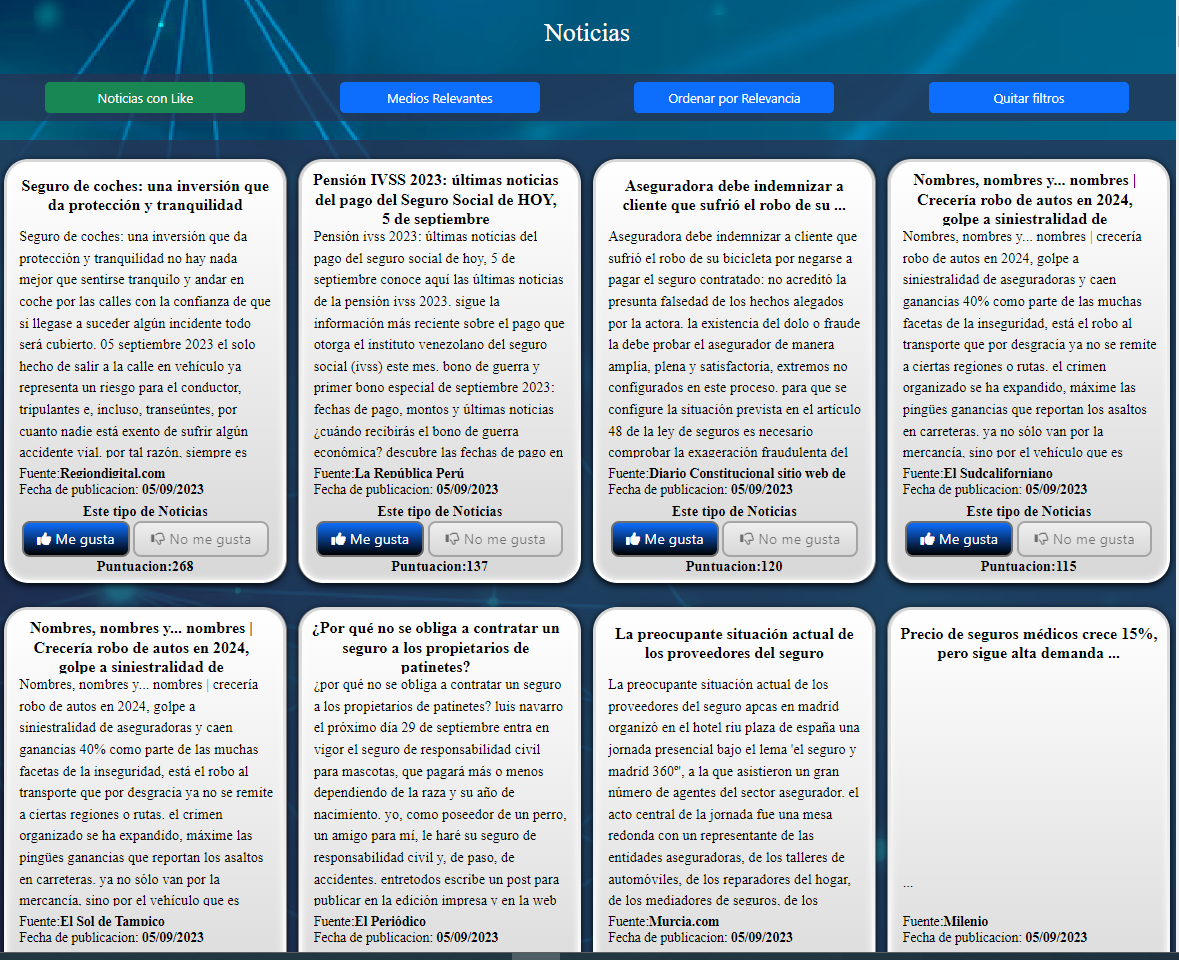 Noticias
Noticias con Like
Medios Relevantes
Ordenar por Relevancia
Quitar filtros
Seguro de coches: una inversión que
da protección y tranquilidad
Seguro de coches: una inversión que da
protección y tranquilidad no hay nada
mejor que sentirse tranquilo y andar en
coche por las calles con la confianza de que
si llegase a suceder algún incidente todo
será cubierto. 05 septiembre 2023 el solo
hecho de salir a la calle en vehículo ya
representa un riesgo para el conductor,
tripulantes e, incluso, transeúntes, por
cuanto nadie está exento de sufrir algún
accidente vial. por tal razón, siempre es
Fuente:Regiondigital.com
Fecha de publicacion: 05/09/2023
Este tipo de Noticias
Me gusta
No me gusta
Puntuacion:268
Pensión IVSS 2023: últimas noticias
del pago del Seguro Social de HOY,
5 de septiembre
Pensión ivss 2023: últimas noticias del
pago del seguro social de hoy, 5 de
septiembre conoce aquí las últimas noticias
de la pensión ivss 2023. sigue la
información más reciente sobre el pago que
otorga el instituto venezolano del seguro
social (ivss) este mes. bono de guerra y
primer bono especial de septiembre 2023:
fechas de pago, montos y últimas noticias
¿cuándo recibirás el bono de guerra
económica? descubre las fechas de pago en
Fuente:La República Perú
Fecha de publicacion: 05/09/2023
Este tipo de Noticias
Me gusta
No me gusta
Puntuacion:137
Aseguradora debe indemnizar a
cliente que sufrió el robo de su ...
Aseguradora debe indemnizar a cliente que
sufrió el robo de su bicicleta por negarse a
pagar el seguro contratado: no acreditó la
presunta falsedad de los hechos alegados
por la actora. la existencia del dolo o fraude
la debe probar el asegurador de manera
amplia, plena y satisfactoria, extremos no
configurados en este proceso. para que se
configure la situación prevista en el artículo
48 de la ley de seguros es necesario
comprobar la exageración fraudulenta del
Fuente:Diario Constitucional sitio web de
Fecha de publicacion: 05/09/2023
Este tipo de Noticias
Me gusta
No me gusta
Puntuacion:120
Nombres, nombres y... nombres |
Crecería robo de autos en 2024,
golpe a siniestralidad de
Nombres, nombres y... nombres | crecería
robo de autos en 2024, golpe a
siniestralidad de aseguradoras y caen
ganancias 40% como parte de las muchas
facetas de la inseguridad, está el robo al
transporte que por desgracia ya no se remite
a ciertas regiones o rutas. el crimen
organizado se ha expandido, máxime las
pingües ganancias que reportan los asaltos
en carreteras. ya no sólo van por la
mercancía, sino por el vehículo que es
Fuente:El Sudcaliforniano
Fecha de publicacion: 05/09/2023
Este tipo de Noticias
Me gusta
No me gusta
Puntuacion:115
Nombres, nombres y... nombres |
Crecería robo de autos en 2024,
golpe a siniestralidad de
Nombres, nombres y... nombres | crecería
robo de autos en 2024, golpe a
siniestralidad de aseguradoras y caen
ganancias 40% como parte de las muchas
facetas de la inseguridad, está el robo al
transporte que por desgracia ya no se remite
a ciertas regiones o rutas. el crimen
organizado se ha expandido, máxime las
pingües ganancias que reportan los asaltos
en carreteras. ya no sólo van por la
mercancía, sino por el vehículo que es
Fuente:El Sol de Tampico
Fecha de publicacion: 05/09/2023
¿Por qué no se obliga a contratar un
seguro a los propietarios de
patinetes?
¿por qué no se obliga a contratar un seguro
a los propietarios de patinetes? luis navarro
el próximo día 29 de septiembre entra en
vigor el seguro de responsabilidad civil
para mascotas, que pagará más o menos
dependiendo de la raza y su año de
nacimiento. yo, como poseedor de un perro,
un amigo para mí, le haré su seguro de
responsabilidad civil y, de paso, de
accidentes. entretodos escribe un post para
publicar en la edición impresa y en la web
Fuente:El Periódico
Fecha de publicacion: 05/09/2023
La preocupante situación actual de
los proveedores del seguro
La preocupante situación actual de los
proveedores del seguro apcas en madrid
organizó en el hotel riu plaza de españa una
jornada presencial bajo el lema 'el seguro y
madrid 360º', a la que asistieron un gran
número de agentes del sector asegurador. el
acto central de la jornada fue una mesa
redonda con un representante de las
entidades aseguradoras, de los talleres de
automóviles, de los reparadores del hogar,
de los mediadores de seguros, de los
Fuente:Murcia.com
Fecha de publicacion: 05/09/2023
Precio de seguros médicos crece 15%,
pero sigue alta demanda ...
...
Fuente:Milenio
Fecha de publicacion: 05/09/2023